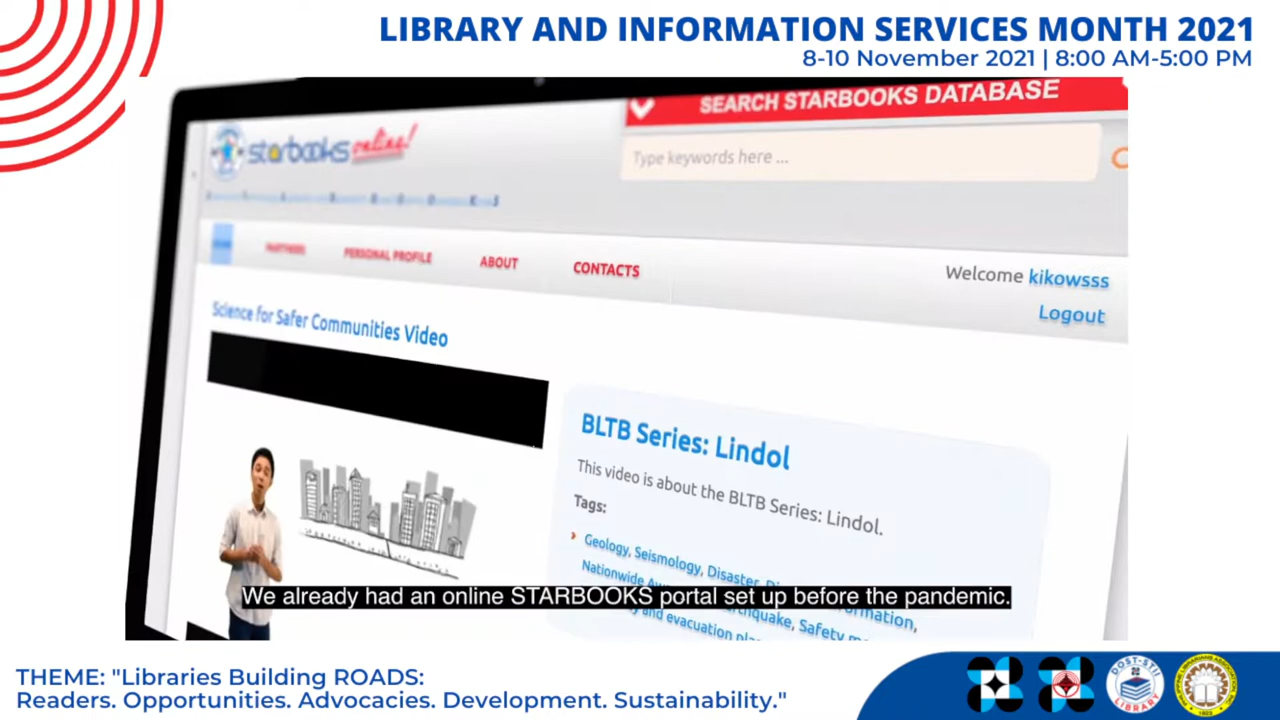 LIBRARY AND INFORMATION SERVICES MONTH 2021
8-10 November 2021 | 8:00 AM-5:00 PM
starbooks online!
SEARCH STARBOOKS DATABASE
Type keywords here ...
PARTNERS PERSONAL PROFILE ABOUT CONTACTS
Welcome kikowsss
Logout
Science for Safer Communities Video
BLTB Series: Lindol
This video is about the BLTB Series: Lindol.
Tags:
Geology, Seismology, Disaster,
Nationwide
and evacuation
Safety
We already had an online STARBOOKS portal set up before the pandemic.
THEME: "Libraries Building ROADS:
Readers. Opportunities. Advocacies. Development. Sustainability."
DOST-STII
LIBRARY